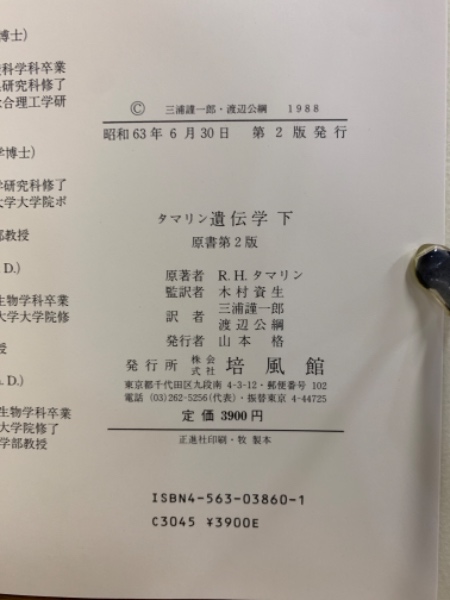 博士)
科学科卒業
研究科修了
合理工学研
学博士)
学研究科修了
大学大学院ポ
部教授
D.)
生物学科卒業
大学大学院修
授
. D.)
生物学科卒業
大学院修了
学部教授
© 三浦謹一郎・渡辺公綱 1988
昭和63年6月30日 第2版発行
タマリン遺伝学 下
原書第2版
原著者 R.H.タマリン
監訳者 木村資生
訳者 三浦謹一郎
渡辺公綱
発行者 山本 格
発行所 株式会社 培風館
東京都千代田区九段南 4-3-12・郵便番号 102
電話 (03)262-5256(代表)・振替東京 4-44725
定価 3900円
正進社印刷・牧 製本
ISBN4-563-03860-1
C3045 ¥3900E